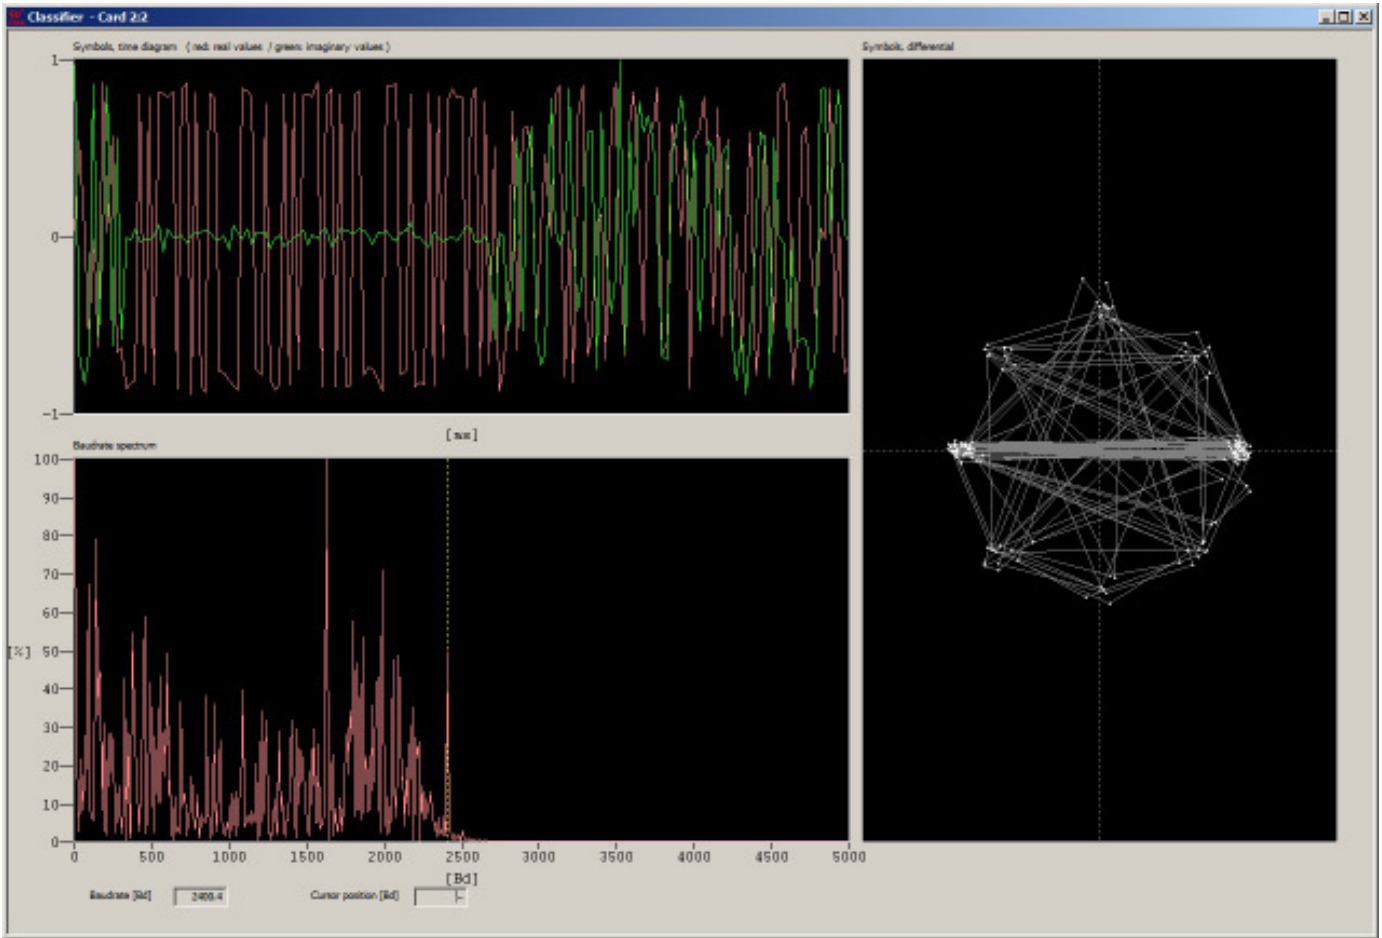 Classifier - Card 2:2
Symbols, time diagram ( red: real values / green: imaginary values )
Symbols, differential
1
0
-1
[ms]
Baudrate spectrum
100
90
80
70
60
[%] 50
40
30
20
10
0
0 500 1000 1500 2000 2500 3000 3500 4000 4500 5000
[Bd]
Baudrate [Bd] 2400.4 Cursor position [Bd] |-